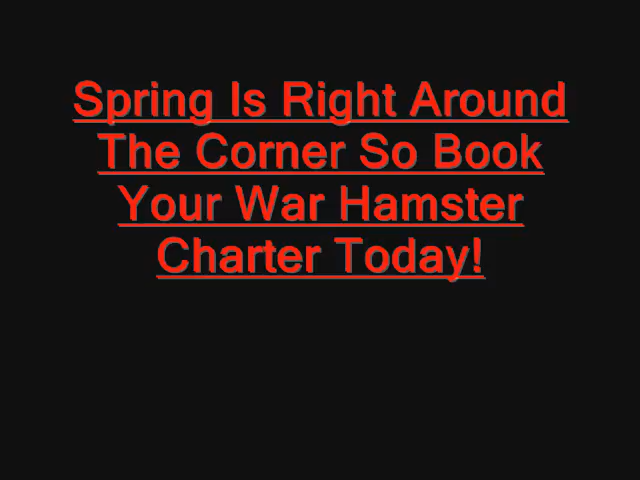 Spring Is Right Around
The Corner So Book
Your War Hamster
Charter Today!